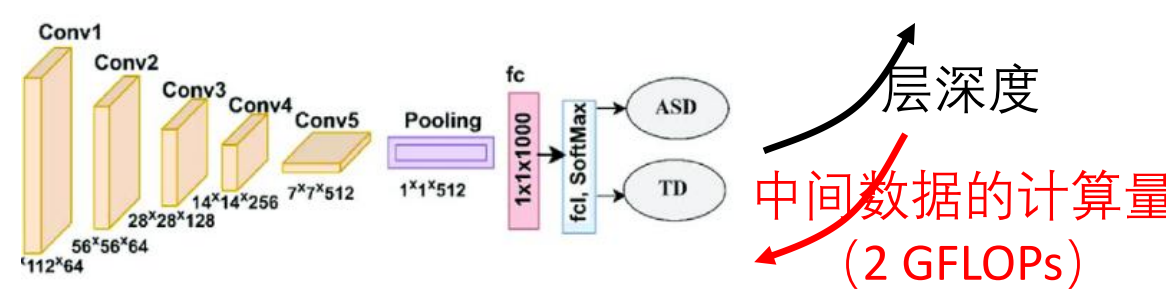 Conv1
Conv2
Conv3
Conv4
Conv5
Pooling
fc
1x1x1000
fcl, SoftMax
ASD
TD
x112x64
56x56x64
28x28x128
14x14x256
7x7x512
1x1x512
层深度
中间数据的计算量
（2 GFLOPs）